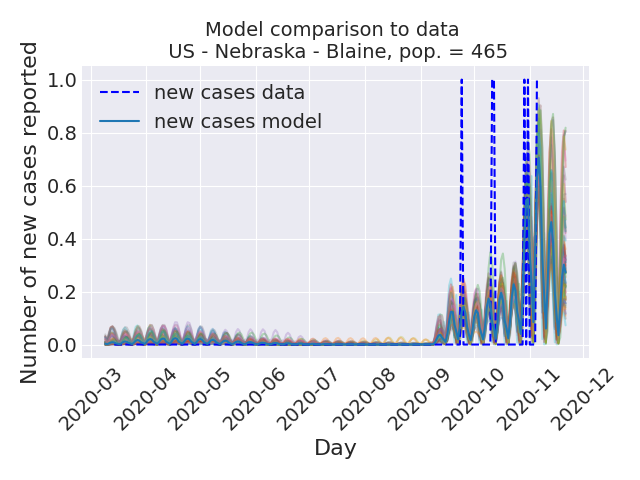 Model comparison to data
US - Nebraska - Blaine, pop. = 465
Number of new cases reported
1.0
0.8
0.6
0.4
0.2
0.0
new cases data
new cases model
2020-03
2020-04
2020-05
2020-06
2020-07
2020-08
2020-09
2020-10
2020-11
2020-12
Day